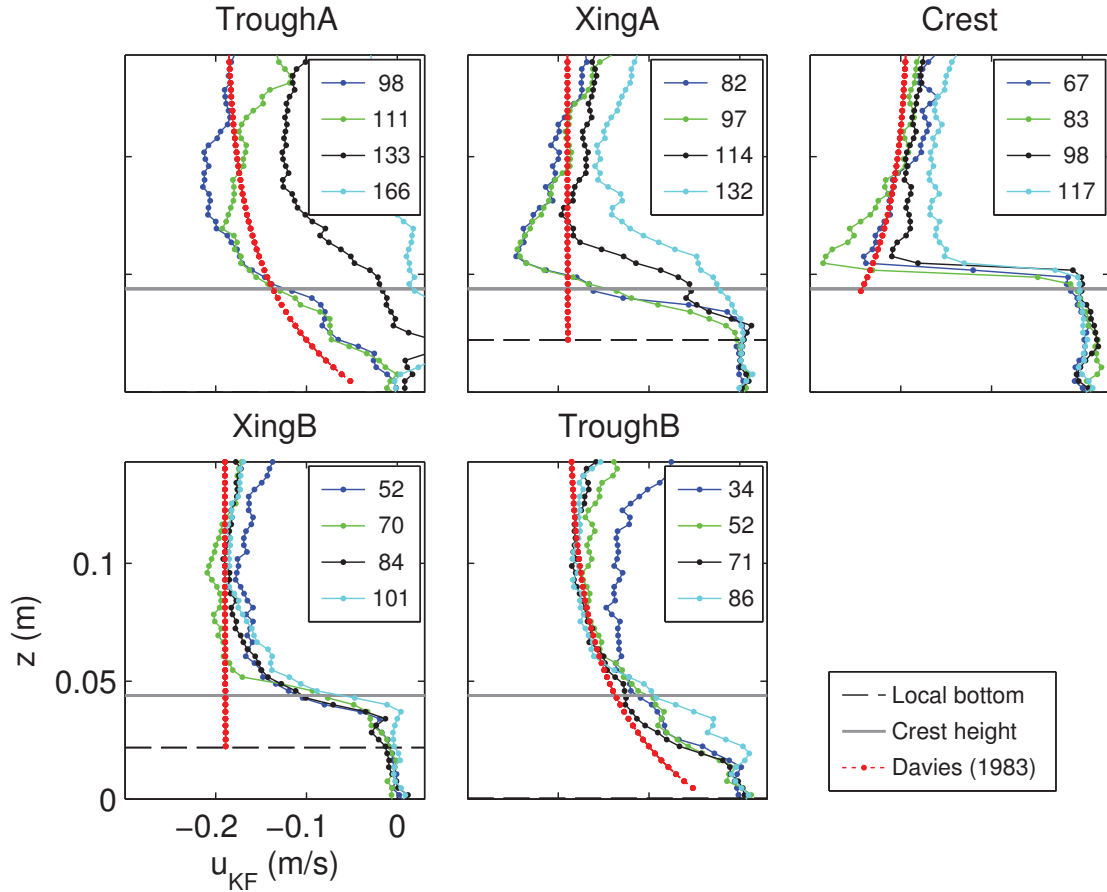 TroughA
98
111
133
166
XingA
82
97
114
132
Crest
67
83
98
117
XingB
52
70
84
101
TroughB
34
52
71
86
0.1
0.05
0
z (m)
−0.2 −0.1 0
u_KF (m/s)
Local bottom
Crest height
Davies (1983)